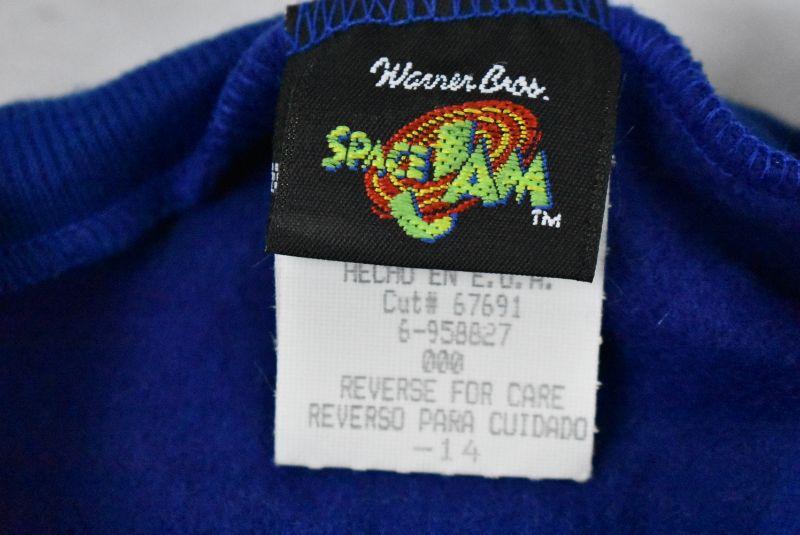 Warner Bros.
SPACE JAM
TM
HECHO EN E.U.A.
Cut# 67691
6-958827
000
REVERSE FOR CARE
REVERSO PARA CUIDADO
-14